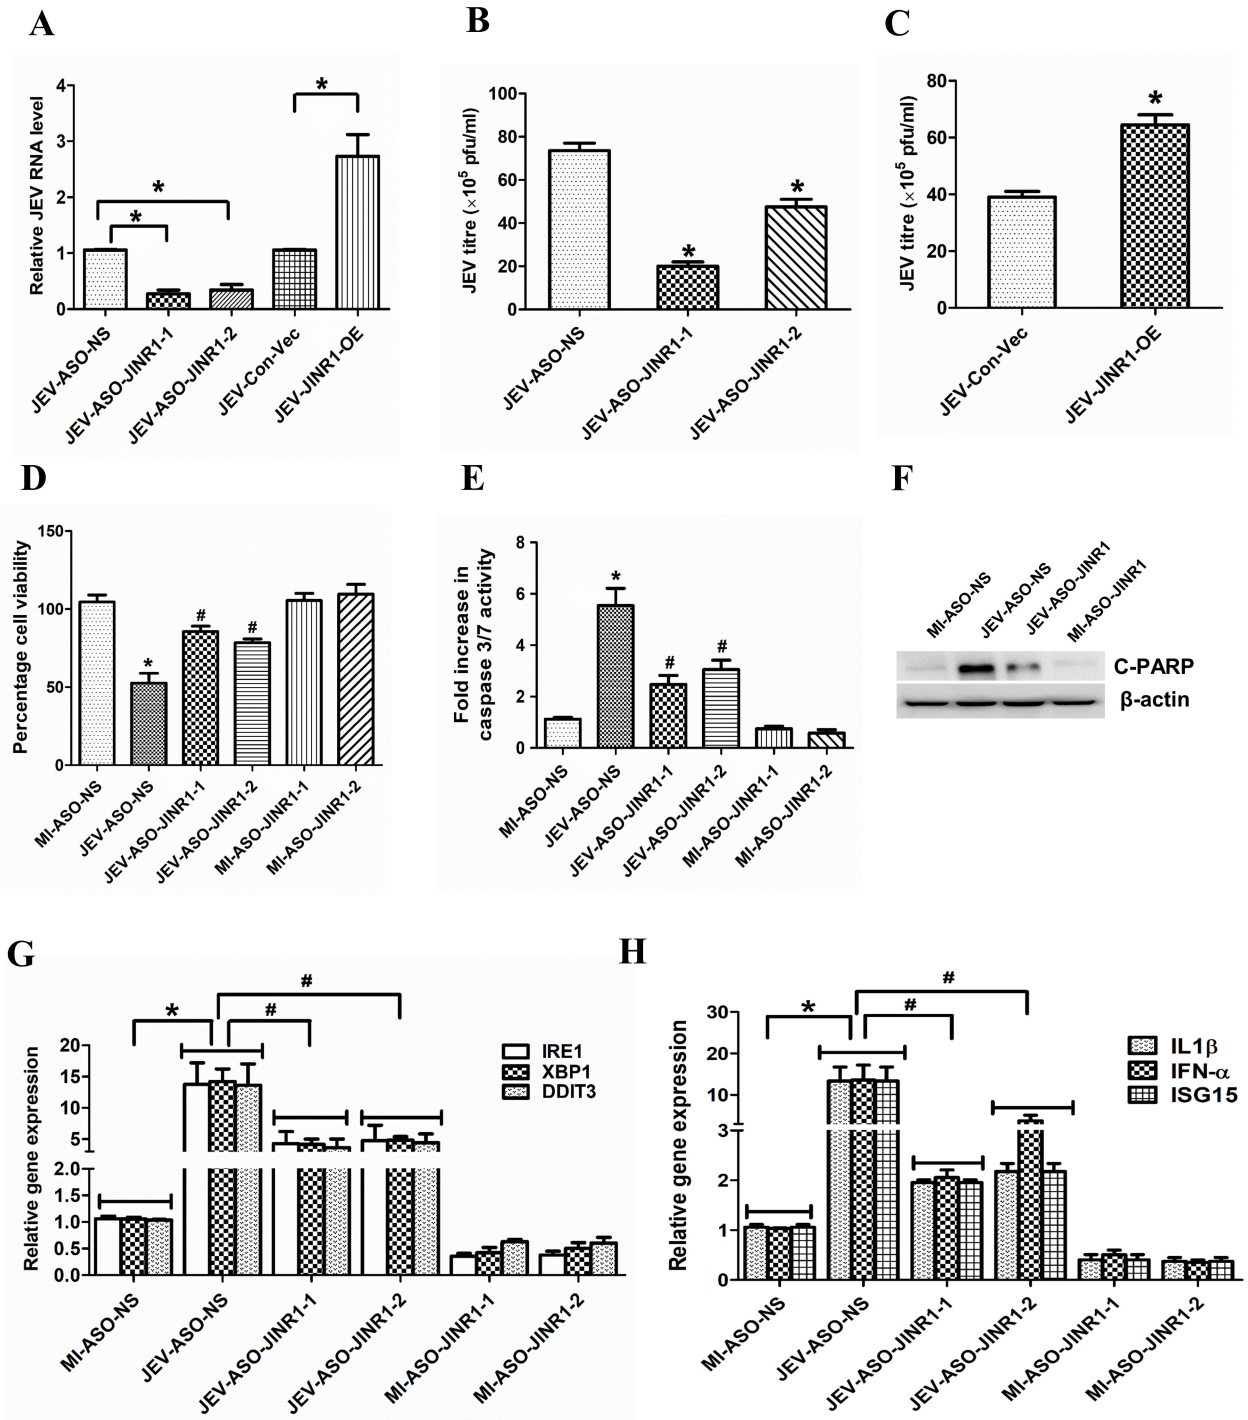 A
Relative JEV RNA level
4
3
2
1
0
*
*
*
JEV-ASO-NS
JEV-ASO-JINR1-1
JEV-ASO-JINR1-2
JEV-Con-Vec
JEV-JINR1-OE
B
JEV titre (×10⁵ pfu/ml)
100
80
60
40
20
0
*
*
JEV-ASO-NS
JEV-ASO-JINR1-1
JEV-ASO-JINR1-2
C
JEV titre (×10⁵ pfu/ml)
80
60
40
20
0
*
JEV-Con-Vec
JEV-JINR1-OE
D
Percentage cell viability
150
100
50
0
*
#
#
MI-ASO-NS
JEV-ASO-NS
JEV-ASO-JINR1-1
JEV-ASO-JINR1-2
MI-ASO-JINR1-1
MI-ASO-JINR1-2
E
Fold increase in
caspase 3/7 activity
8
6
4
2
0
*
#
#
MI-ASO-NS
JEV-ASO-NS
JEV-ASO-JINR1-1
JEV-ASO-JINR1-2
MI-ASO-JINR1-1
MI-ASO-JINR1-2
F
MI-ASO-NS
JEV-ASO-NS
JEV-ASO-JINR1
MI-ASO-JINR1
C-PARP
β-actin
G
Relative gene expression
20
15
10
5
2.0
1.5
1.0
0.5
0.0
*
#
#
IRE1
XBP1
DDIT3
MI-ASO-NS
JEV-ASO-NS
JEV-ASO-JINR1-1
JEV-ASO-JINR1-2
MI-ASO-JINR1-1
MI-ASO-JINR1-2
H
Relative gene expression
30
20
10
3
2
1
0
*
#
#
IL1β
IFN-α
ISG15
MI-ASO-NS
JEV-ASO-NS
JEV-ASO-JINR1-1
JEV-ASO-JINR1-2
MI-ASO-JINR1-1
MI-ASO-JINR1-2